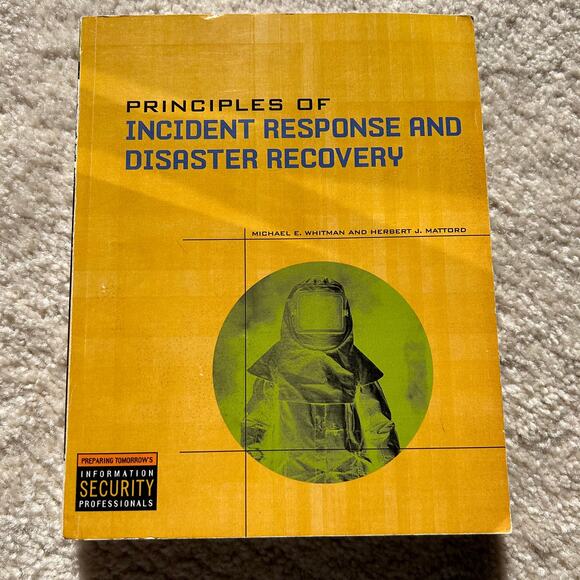 PRINCIPLES OF
INCIDENT RESPONSE AND
DISASTER RECOVERY
MICHAEL E. WHITMAN AND HERBERT J. MATTORD
PREPARING TOMORROW'S
INFORMATION
SECURITY
PROFESSIONALS